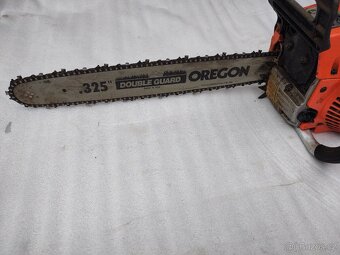 .325" DOUBLE GUARD OREGON